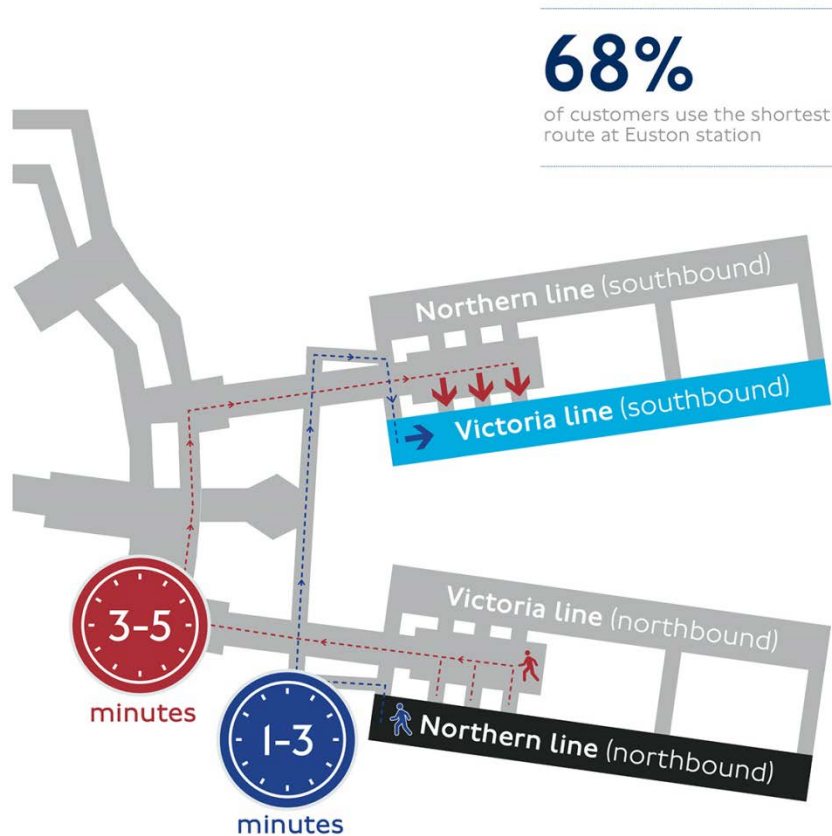 68%
of customers use the shortest
route at Euston station
Northern line (southbound)
Victoria line (southbound)
3-5
minutes
Victoria line (northbound)
Northern line (northbound)
1-3
minutes